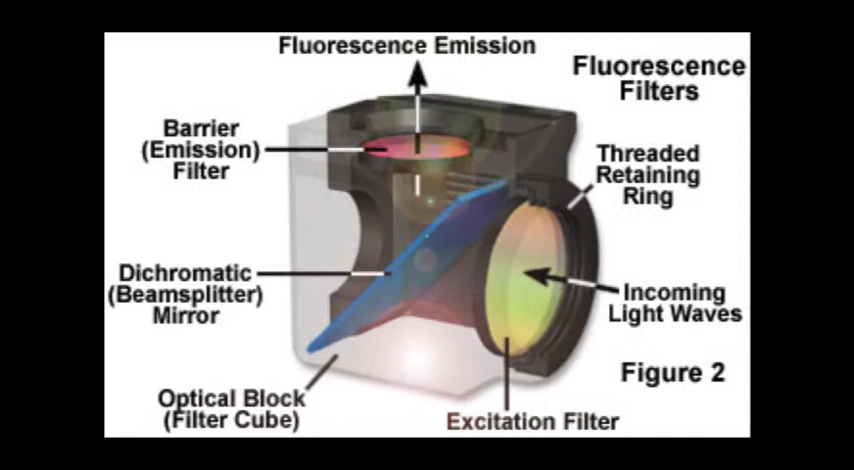 Fluorescence Emission
Fluorescence
Filters
Barrier
(Emission)
Filter
Threaded
Retaining
Ring
Dichromatic
(Beamsplitter)
Mirror
Incoming
Light Waves
Figure 2
Optical Block
(Filter Cube)
Excitation Filter